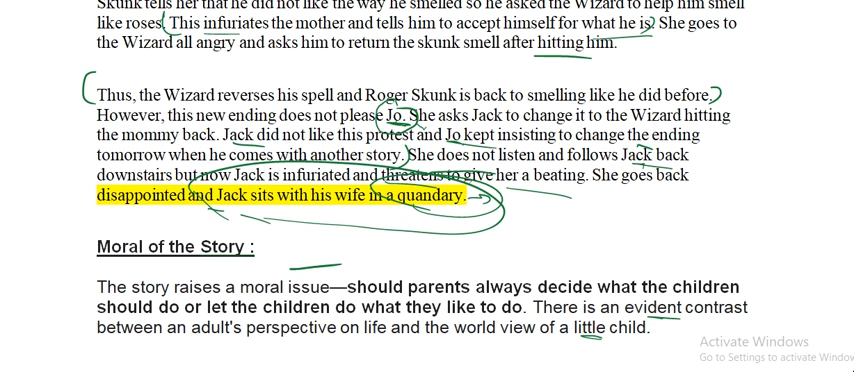 Skunk tells her that he did not like the way he smelled so he asked the Wizard to help him smell
like roses. This infuriates the mother and tells him to accept himself for what he is. She goes to
the Wizard all angry and asks him to return the skunk smell after hitting him.
Thus, the Wizard reverses his spell and Roger Skunk is back to smelling like he did before.
However, this new ending does not please Jo. She asks Jack to change it to the Wizard hitting
the mommy back. Jack did not like this protest and Jo kept insisting to change the ending
tomorrow when he comes with another story. She does not listen and follows Jack back
downstairs but now Jack is infuriated and threatens to give her a beating. She goes back
disappointed and Jack sits with his wife in a quandary.
Moral of the Story :
The story raises a moral issue—should parents always decide what the children
should do or let the children do what they like to do. There is an evident contrast
between an adult's perspective on life and the world view of a little child.
Activate Windows
Go to Settings to activate Window